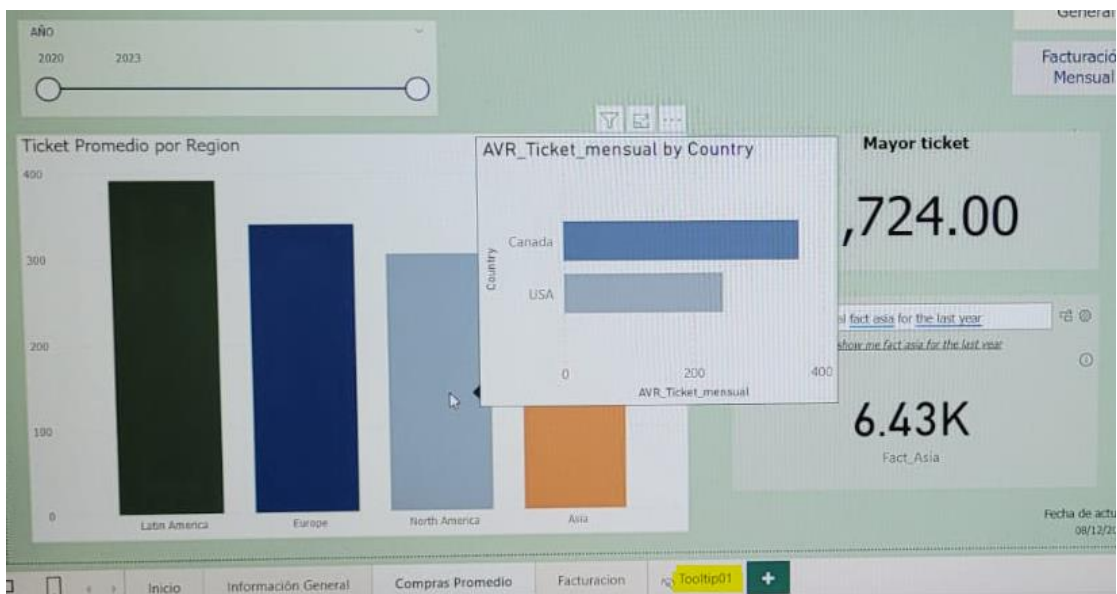 AÑO
2020 2023
General
Facturació
Mensual
Ticket Promedio por Region
400
300
200
100
0
Latin America
Europe
North America
Asia
AVR_Ticket_mensual by Country
Country
Canada
USA
0 200 400
AVR_Ticket_mensual
Mayor ticket
,724.00
fact asia for the last year
show me fact asia for the last year
6.43K
Fact_Asia
Fecha de actu
08/12/20
Inicio
Información General
Compras Promedio
Facturacion
Tooltip01
+